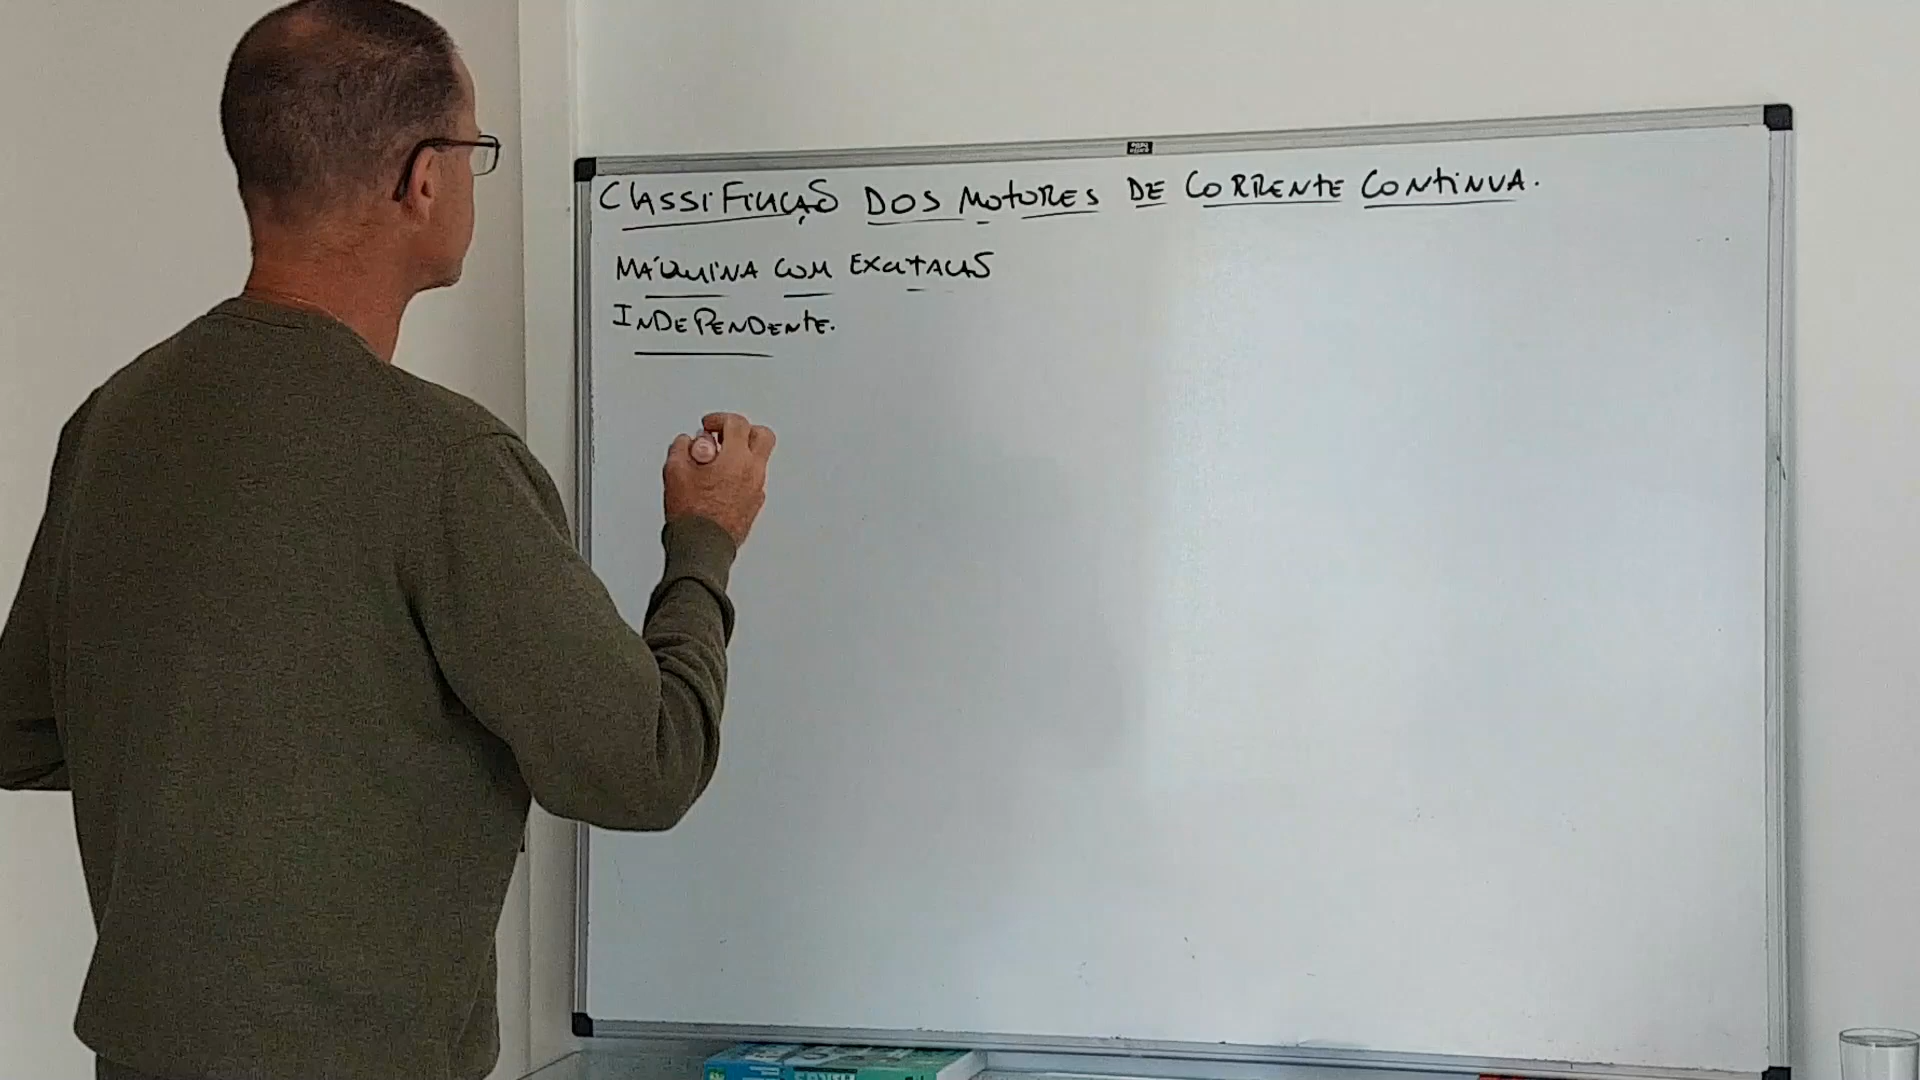 CLASSIFICAÇÃO DOS MOTORES DE CORRENTE CONTINUA.
MÁQUINA COM EXCITAÇÃO
INDEPENDENTE.